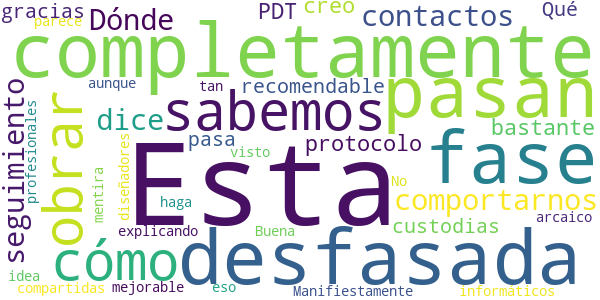 gracias
parece
Dónde
PDT
creo
contactos
Qué
completamente
aunque
tan
recomendable
pasan
sabemos
dice
pasa
protocolo
bastante
seguimiento
profesionales
obrar
mentira
diseñadores
visto
Esta
No
fase
haga
comportarnos
custodias
arcaico
explicando
Buena
cómo
desfasada
idea
compartidas
mejorable
eso
Manifiestamente
informáticos